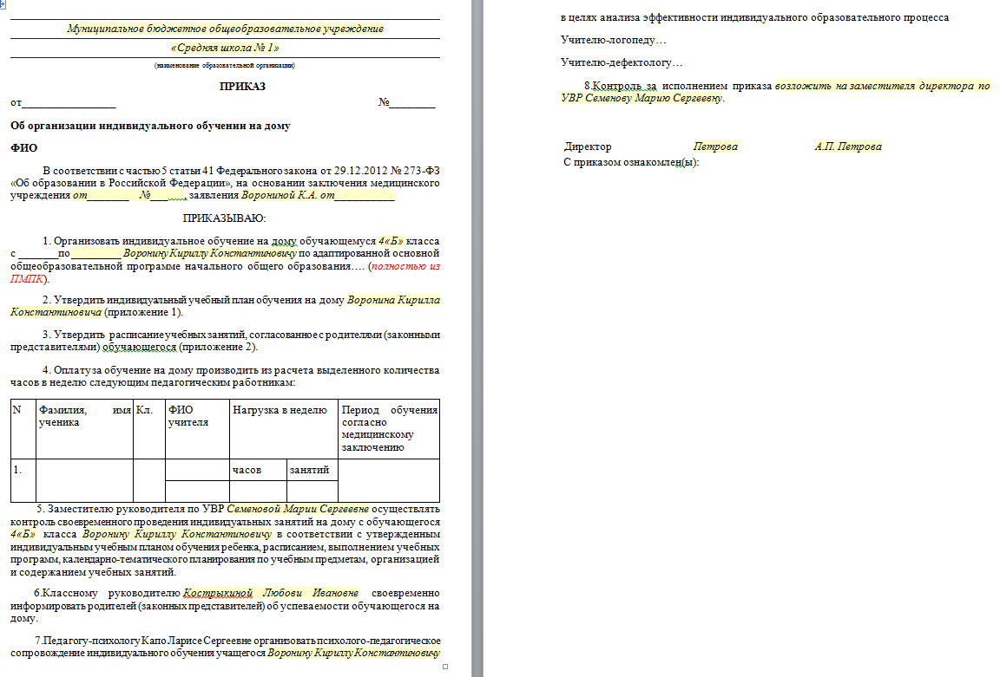 Муниципальное бюджетное общеобразовательное учреждение
«Средняя школа № 1»
(наименование образовательной организации)
ПРИКАЗ
от_________________ №________
Об организации индивидуального обучении на дому
ФИО
В соответствии с частью 5 статьи 41 Федерального закона от 29.12.2012 № 273-ФЗ
«Об образовании в Российской Федерации», на основании заключения медицинского
учреждения от_______ №___...., заявления Ворониной К.А. от__________
ПРИКАЗЫВАЮ:
1. Организовать индивидуальное обучение на дому обучающемуся 4«Б» класса
с _______по_________ Воронину Кириллу Константиновичу по адаптированной основной
общеобразовательной программе начального общего образования…. (полностью из
ПМПК).
2. Утвердить индивидуальный учебный план обучения на дому Воронина Кирилла
Константиновича (приложение 1).
3. Утвердить расписание учебных занятий, согласованное с родителями (законными
представителями) обучающегося (приложение 2).
4. Оплату за обучение на дому производить из расчета выделенного количества
часов в неделю следующим педагогическим работникам:
N Фамилия, имя Кл. ФИО Нагрузка в неделю Период обучения
ученика учителя согласно
медицинскому
заключению
1. часов занятий
5. Заместителю руководителя по УВР Семеновой Марии Сергеевне осуществлять
контроль своевременного проведения индивидуальных занятий на дому с обучающегося
4«Б» класса Воронину Кириллу Константиновичу в соответствии с утвержденным
индивидуальным учебным планом обучения ребенка, расписанием, выполнением учебных
программ, календарно-тематического планирования по учебным предметам, организацией
и содержанием учебных занятий.
6.Классному руководителю Кострыкиной Любови Ивановне своевременно
информировать родителей (законных представителей) об успеваемости обучающегося на
дому.
7.Педагогу-психологу Капо Ларисе Сергеевне организовать психолого-педагогическое
сопровождение индивидуального обучения учащегося Воронину Кириллу Константиновичу
в целях анализа эффективности индивидуального образовательного процесса
Учителю-логопеду…
Учителю-дефектологу…
8.Контроль за исполнением приказа возложить на заместителя директора по
УВР Семенову Марию Сергеевну.
Директор Петрова А.П. Петрова
С приказом ознакомлен(ы):